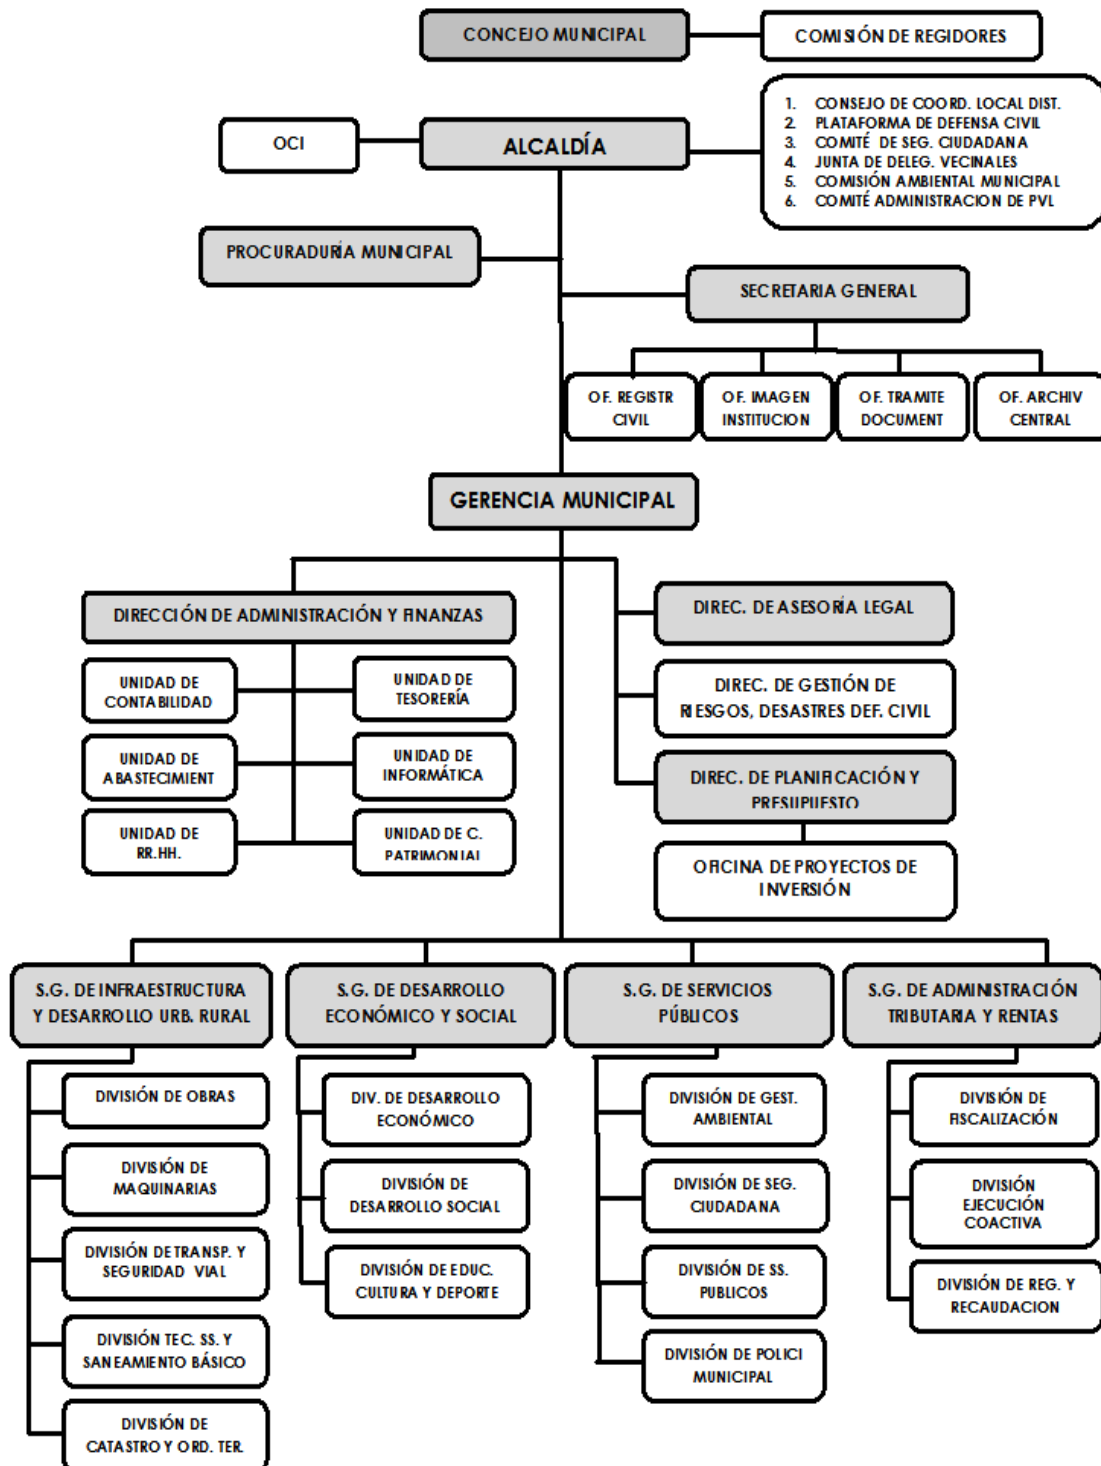 CONCEJO MUNICIPAL
COMISIÓN DE REGIDORES
OCI
ALCALDÍA
1. CONSEJO DE COORD. LOCAL DIST.
2. PLATAFORMA DE DEFENSA CIVIL
3. COMITÉ DE SEG. CIUDADANA
4. JUNTA DE DELEG. VECINALES
5. COMISIÓN AMBIENTAL MUNICIPAL
6. COMITÉ ADMINISTRACION DE PVL
PROCURADURÍA MUNICIPAL
SECRETARIA GENERAL
OF. REGISTR
CIVIL
OF. IMAGEN
INSTITUCION
OF. TRAMITE
DOCUMENT
OF. ARCHIV
CENTRAL
GERENCIA MUNICIPAL
DIRECCIÓN DE ADMINISTRACIÓN Y FINANZAS
UNIDAD DE
CONTABILIDAD
UNIDAD DE
TESORERÍA
UNIDAD DE
ABASTECIMIENT
UNIDAD DE
INFORMÁTICA
UNIDAD DE
RR.HH.
UNIDAD DE C.
PATRIMONIAL
DIREC. DE ASESORÍA LEGAL
DIREC. DE GESTIÓN DE
RIESGOS, DESASTRES DEF. CIVIL
DIREC. DE PLANIFICACIÓN Y
PRESUPUESTO
OFICINA DE PROYECTOS DE
INVERSIÓN
S.G. DE INFRAESTRUCTURA
Y DESARROLLO URB. RURAL
DIVISIÓN DE OBRAS
DIVISIÓN DE
MAQUINARIAS
DIVISIÓN DE TRANSP. Y
SEGURIDAD VIAL
DIVISIÓN TEC. SS. Y
SANEAMIENTO BÁSICO
DIVISIÓN DE
CATASTRO Y ORD. TER.
S.G. DE DESARROLLO
ECONÓMICO Y SOCIAL
DIV. DE DESARROLLO
ECONÓMICO
DIVISIÓN DE
DESARROLLO SOCIAL
DIVISIÓN DE EDUC.
CULTURA Y DEPORTE
S.G. DE SERVICIOS
PÚBLICOS
DIVISIÓN DE GEST.
AMBIENTAL
DIVISIÓN DE SEG.
CIUDADANA
DIVISIÓN DE SS.
PUBLICOS
DIVISIÓN DE POLICI
MUNICIPAL
S.G. DE ADMINISTRACIÓN
TRIBUTARIA Y RENTAS
DIVISIÓN DE
FISCALIZACIÓN
DIVISIÓN
EJECUCIÓN
COACTIVA
DIVISIÓN DE REG. Y
RECAUDACION